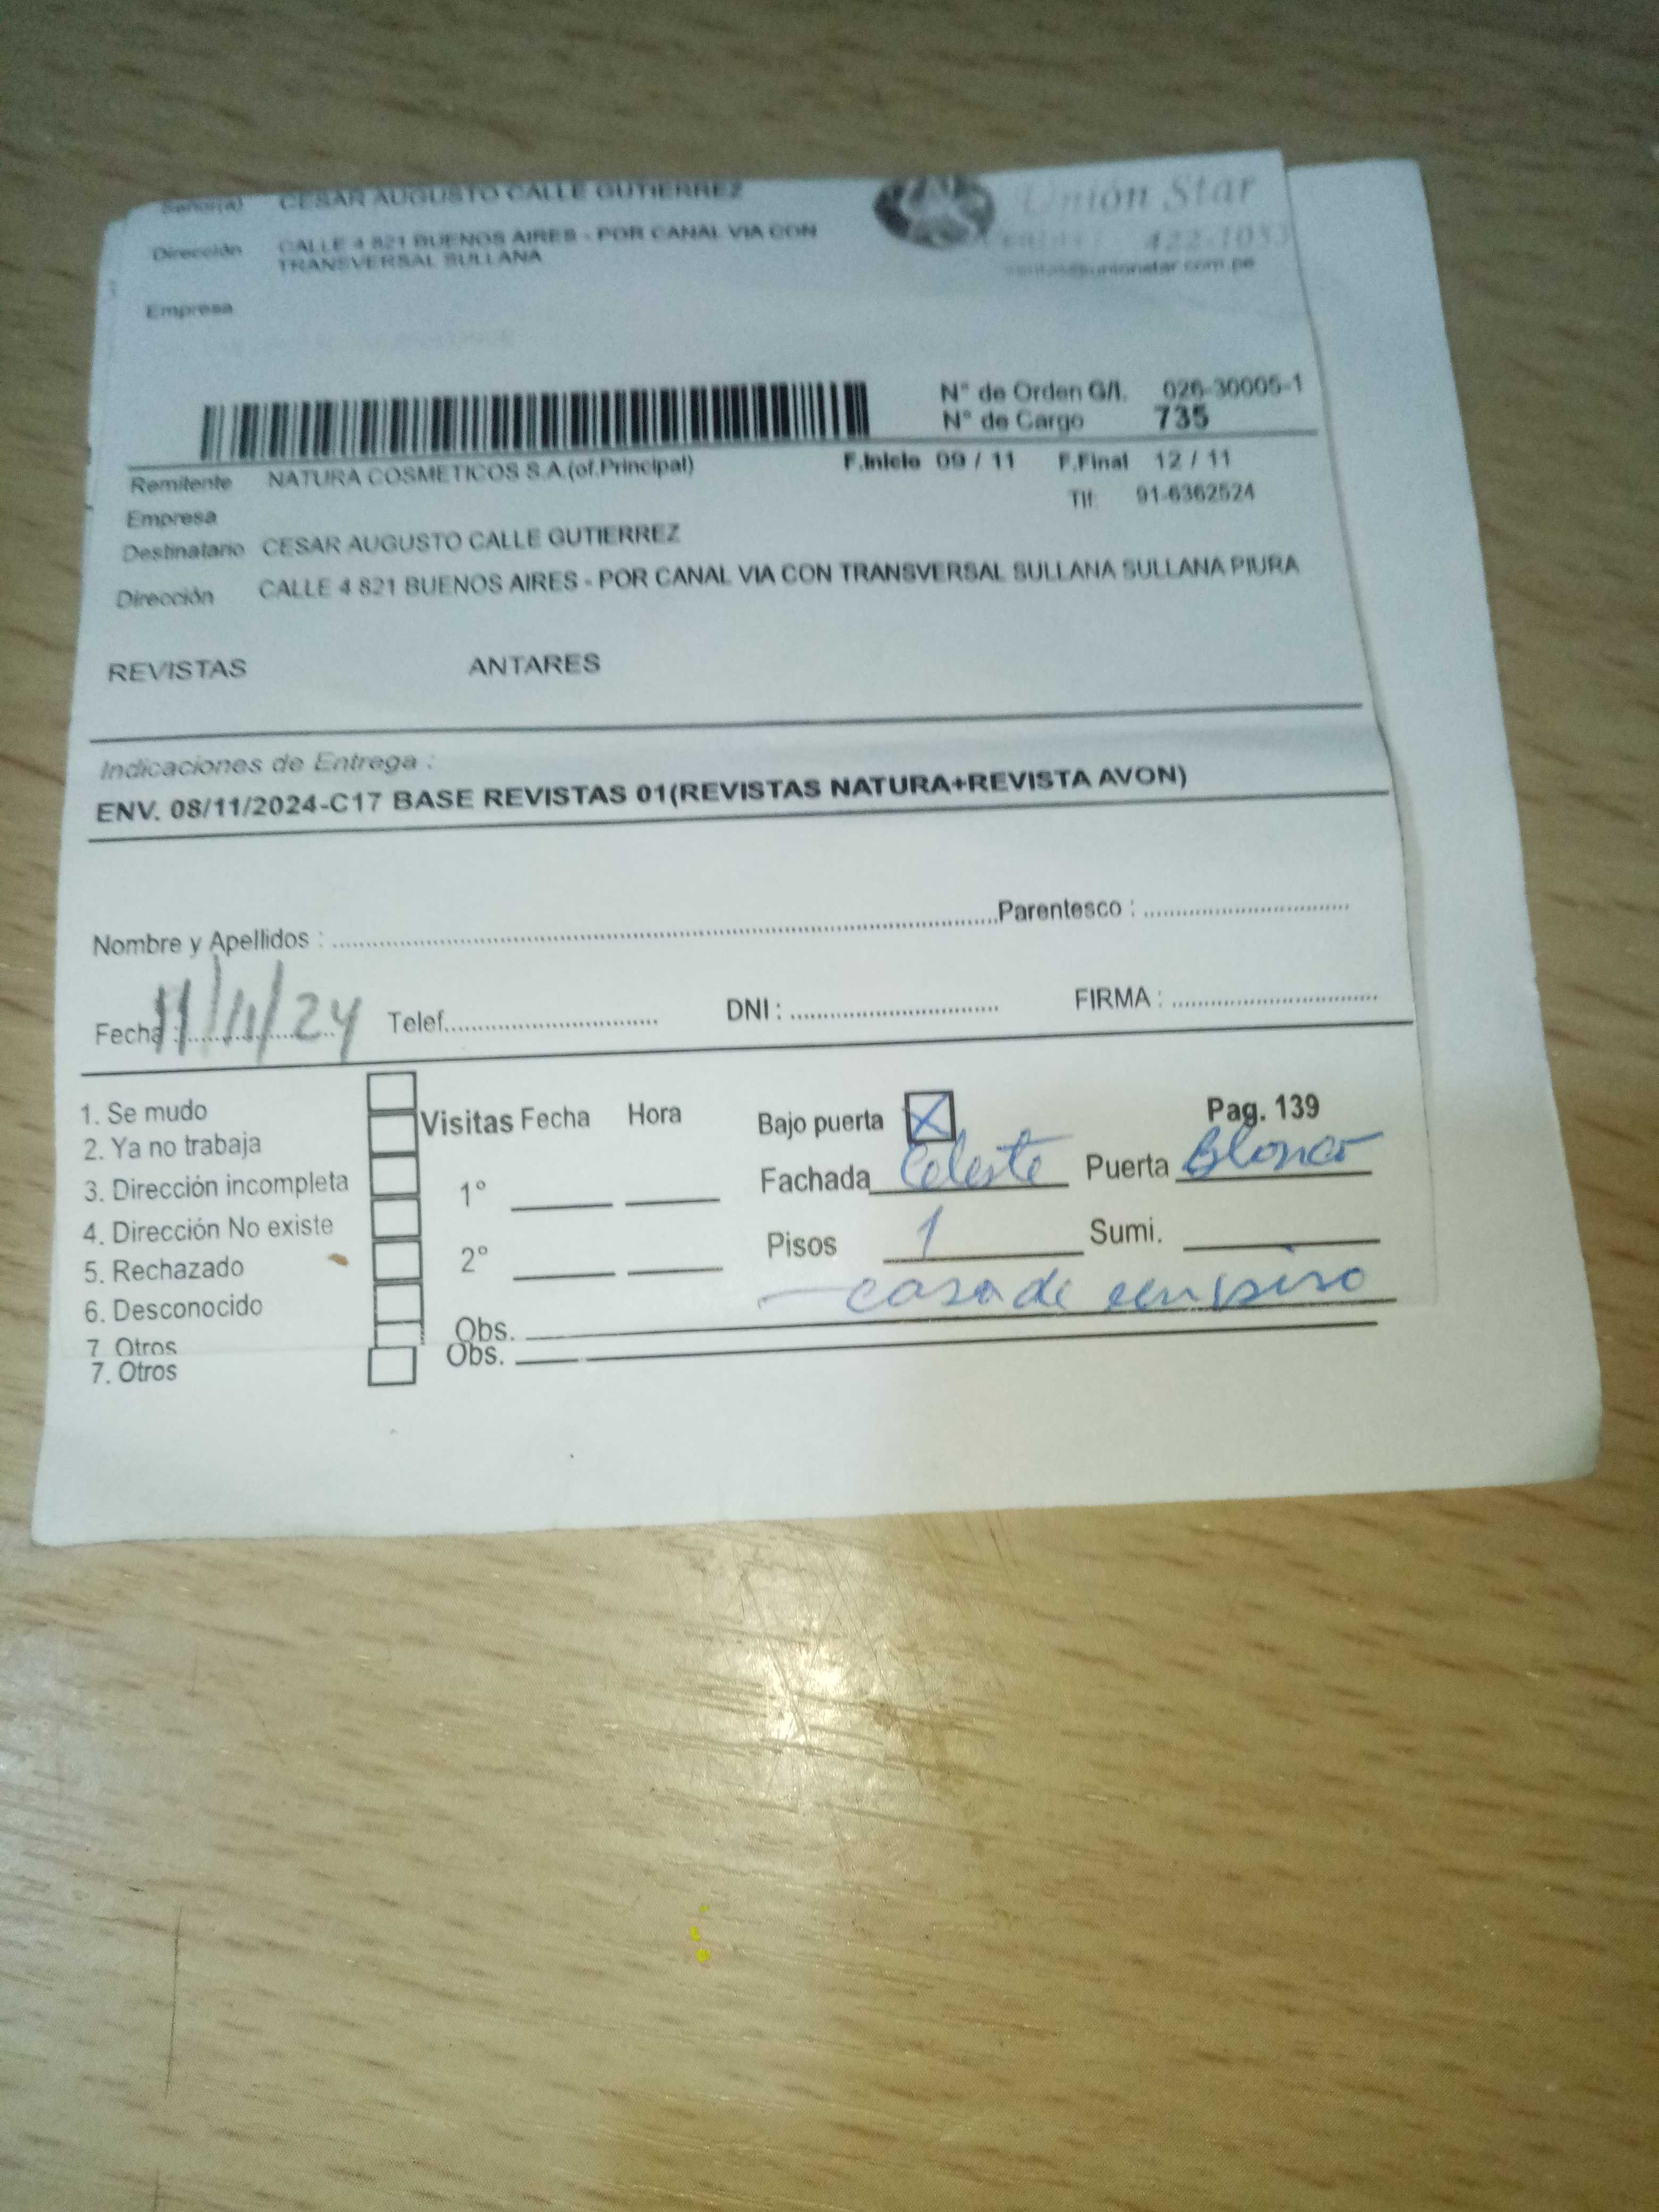 Señor(a) CESAR AUGUSTO CALLE GUTIERREZ
Unión Star
Dirección CALLE 4 821 BUENOS AIRES - POR CANAL VIA CON
TRANSVERSAL SULLANA
422-1053
Empresa
N° de Orden G/I. 026-30005-1
N° de Cargo 735
Remitente NATURA COSMETICOS S.A.(of.Principal) F.Inicio 09 / 11 F.Final 12 / 11
Empresa Tlf: 91-6362524
Destinatario CESAR AUGUSTO CALLE GUTIERREZ
Dirección CALLE 4 821 BUENOS AIRES - POR CANAL VIA CON TRANSVERSAL SULLANA SULLANA PIURA
REVISTAS ANTARES
Indicaciones de Entrega :
ENV. 08/11/2024-C17 BASE REVISTAS 01(REVISTAS NATURA+REVISTA AVON)
Nombre y Apellidos : Parentesco :
Fecha : 11/11/24 Telef. DNI : FIRMA :
1. Se mudo Visitas Fecha Hora Bajo puerta X Pag. 139
2. Ya no trabaja
3. Dirección incompleta 1° Fachada Celeste Puerta Blanco
4. Dirección No existe
5. Rechazado 2° Pisos 1 Sumi.
6. Desconocido - casa de un piso
7. Otros Obs.
7. Otros Obs.